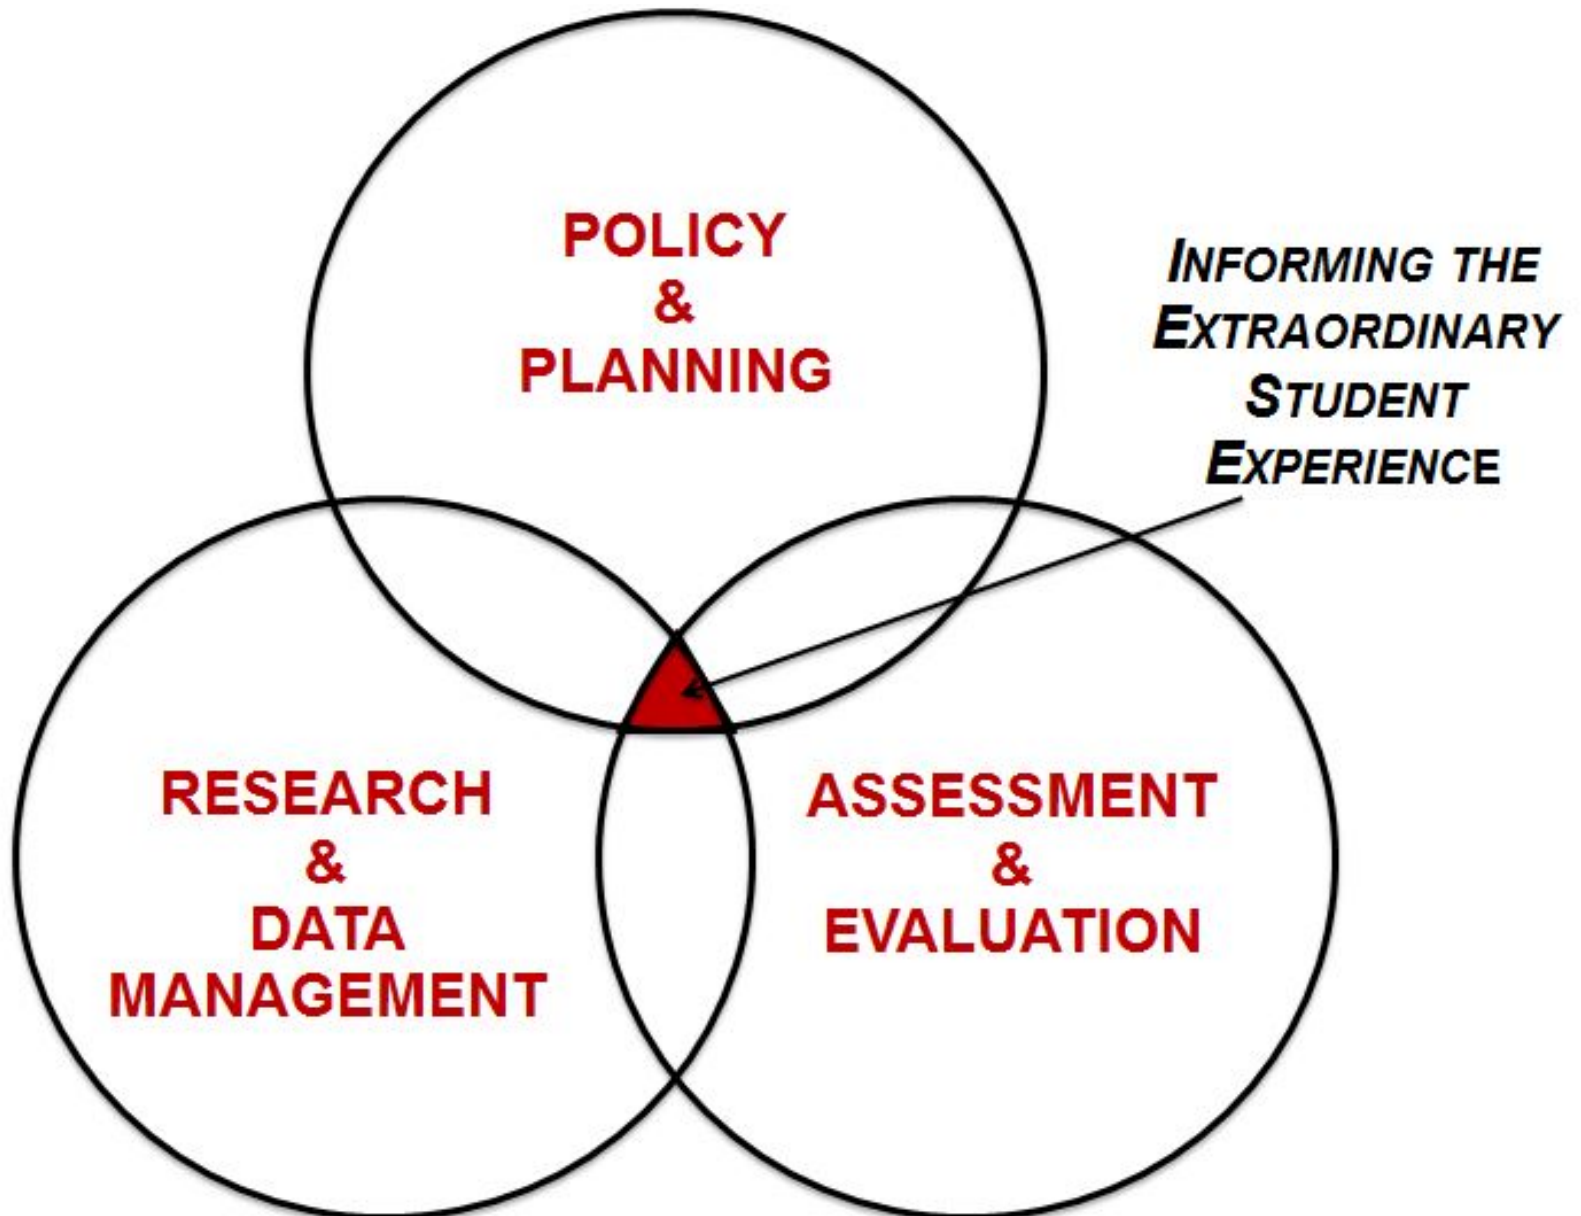 POLICY
&
PLANNING
INFORMING THE
EXTRAORDINARY
STUDENT
EXPERIENCE
RESEARCH
&
DATA
MANAGEMENT
ASSESSMENT
&
EVALUATION